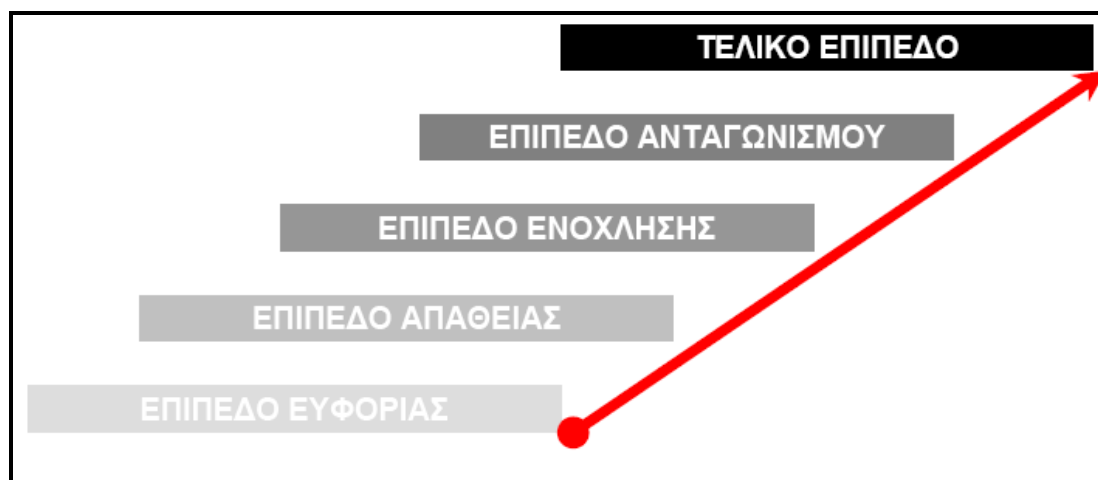 ΤΕΛΙΚΟ ΕΠΙΠΕΔΟ
ΕΠΙΠΕΔΟ ΑΝΤΑΓΩΝΙΣΜΟΥ
ΕΠΙΠΕΔΟ ΕΝΟΧΛΗΣΗΣ
ΕΠΙΠΕΔΟ ΑΠΑΘΕΙΑΣ
ΕΠΙΠΕΔΟ ΕΥΦΟΡΙΑΣ